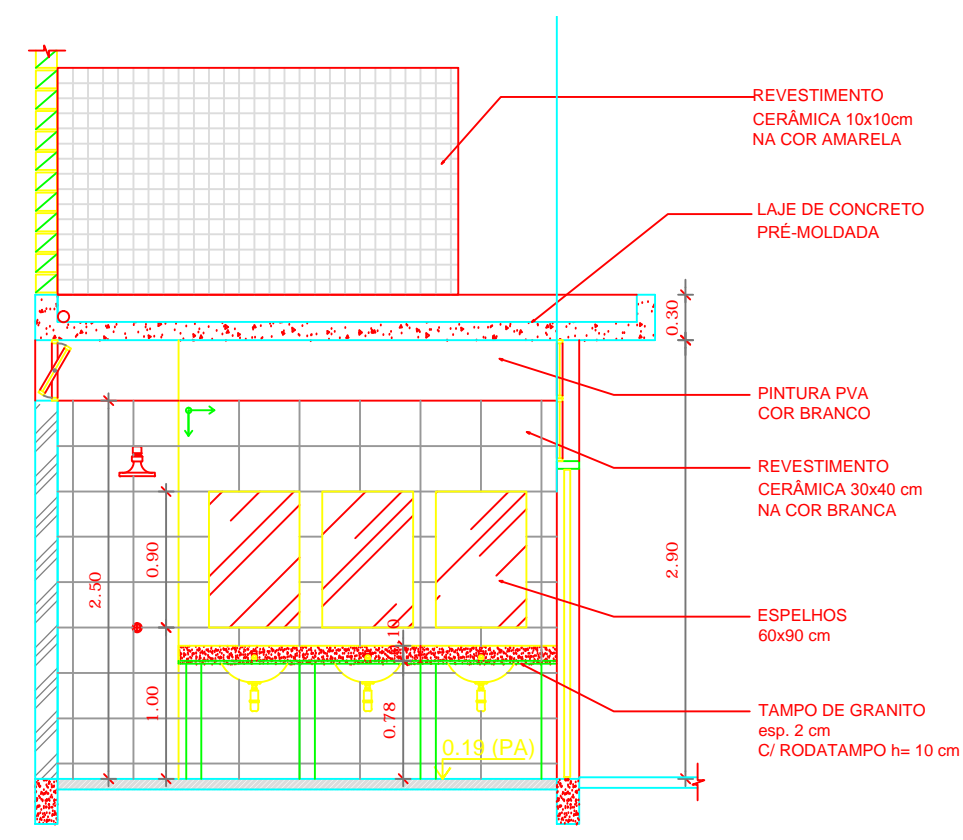 REVESTIMENTO
CERÂMICA 10x10cm
NA COR AMARELA
LAJE DE CONCRETO
PRÉ-MOLDADA
0.30
PINTURA PVA
COR BRANCO
REVESTIMENTO
CERÂMICA 30x40 cm
NA COR BRANCA
2.90
0.90
2.50
ESPELHOS
60x90 cm
10
1.00
0.78
TAMPO DE GRANITO
esp. 2 cm
C/ RODATAMPO h= 10 cm
0.19 (PA)